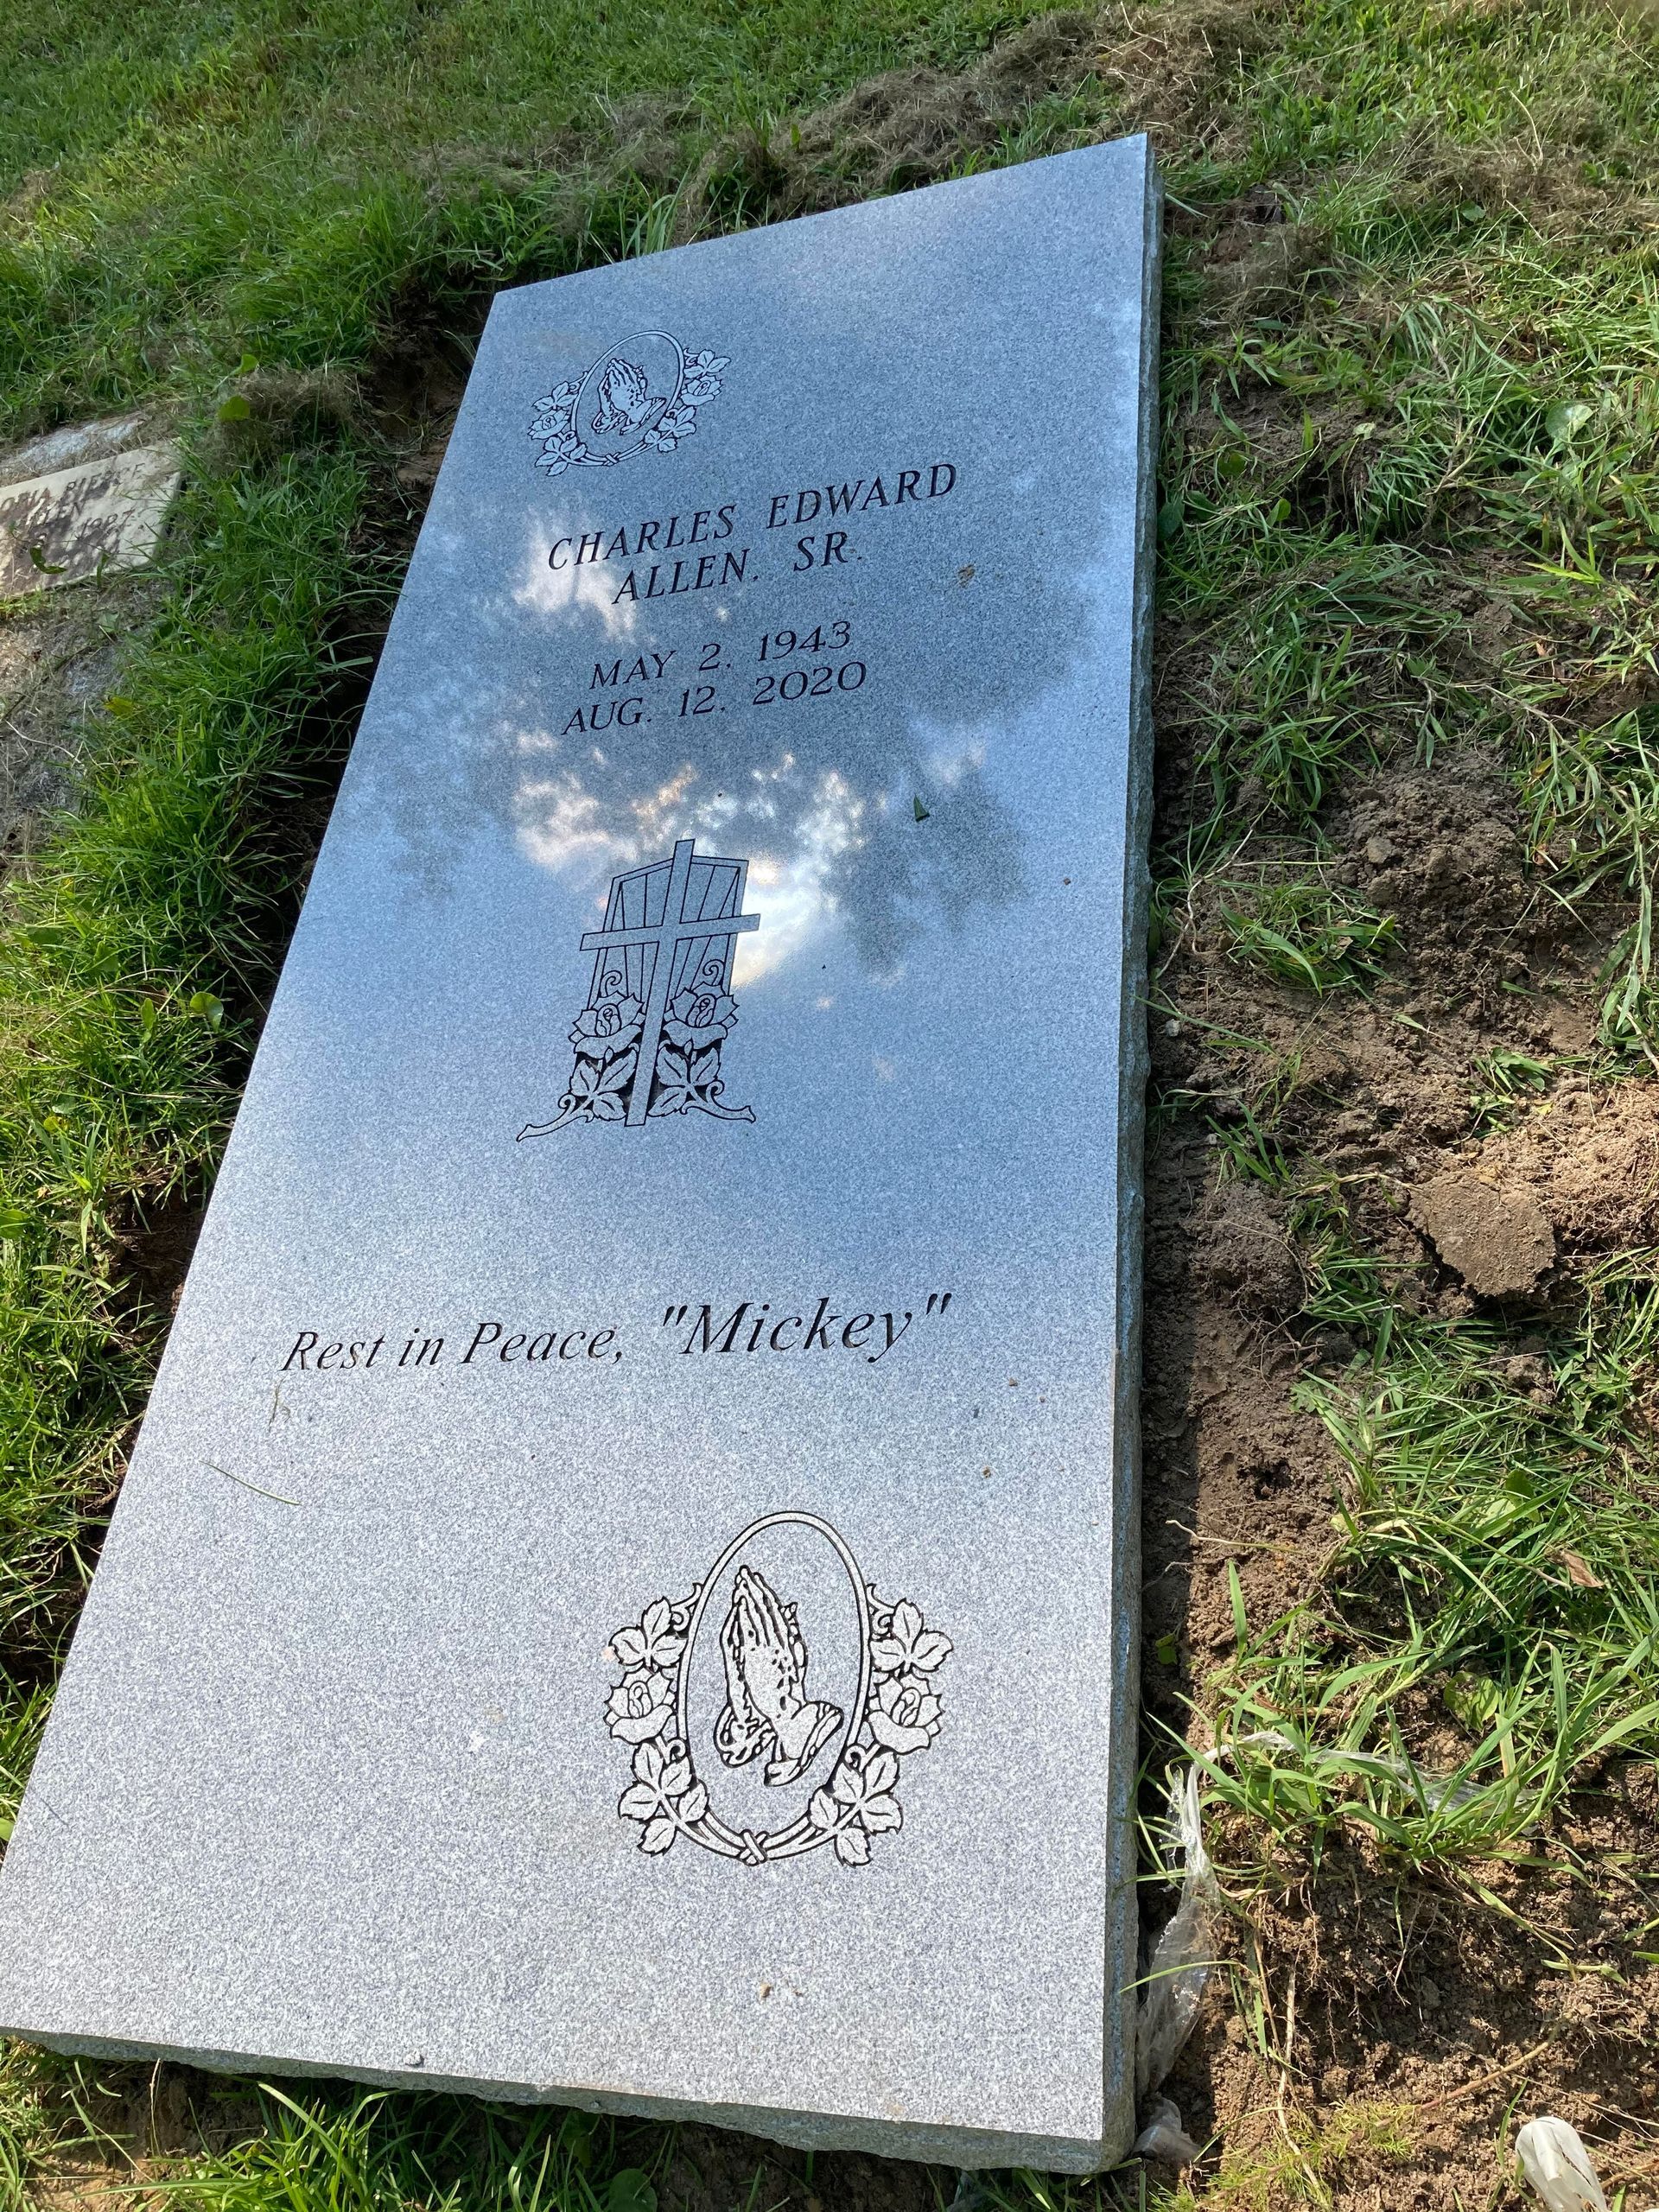 CHARLES EDWARD
ALLEN, SR.
MAY 2, 1943
AUG. 12, 2020
Rest in Peace, "Mickey"